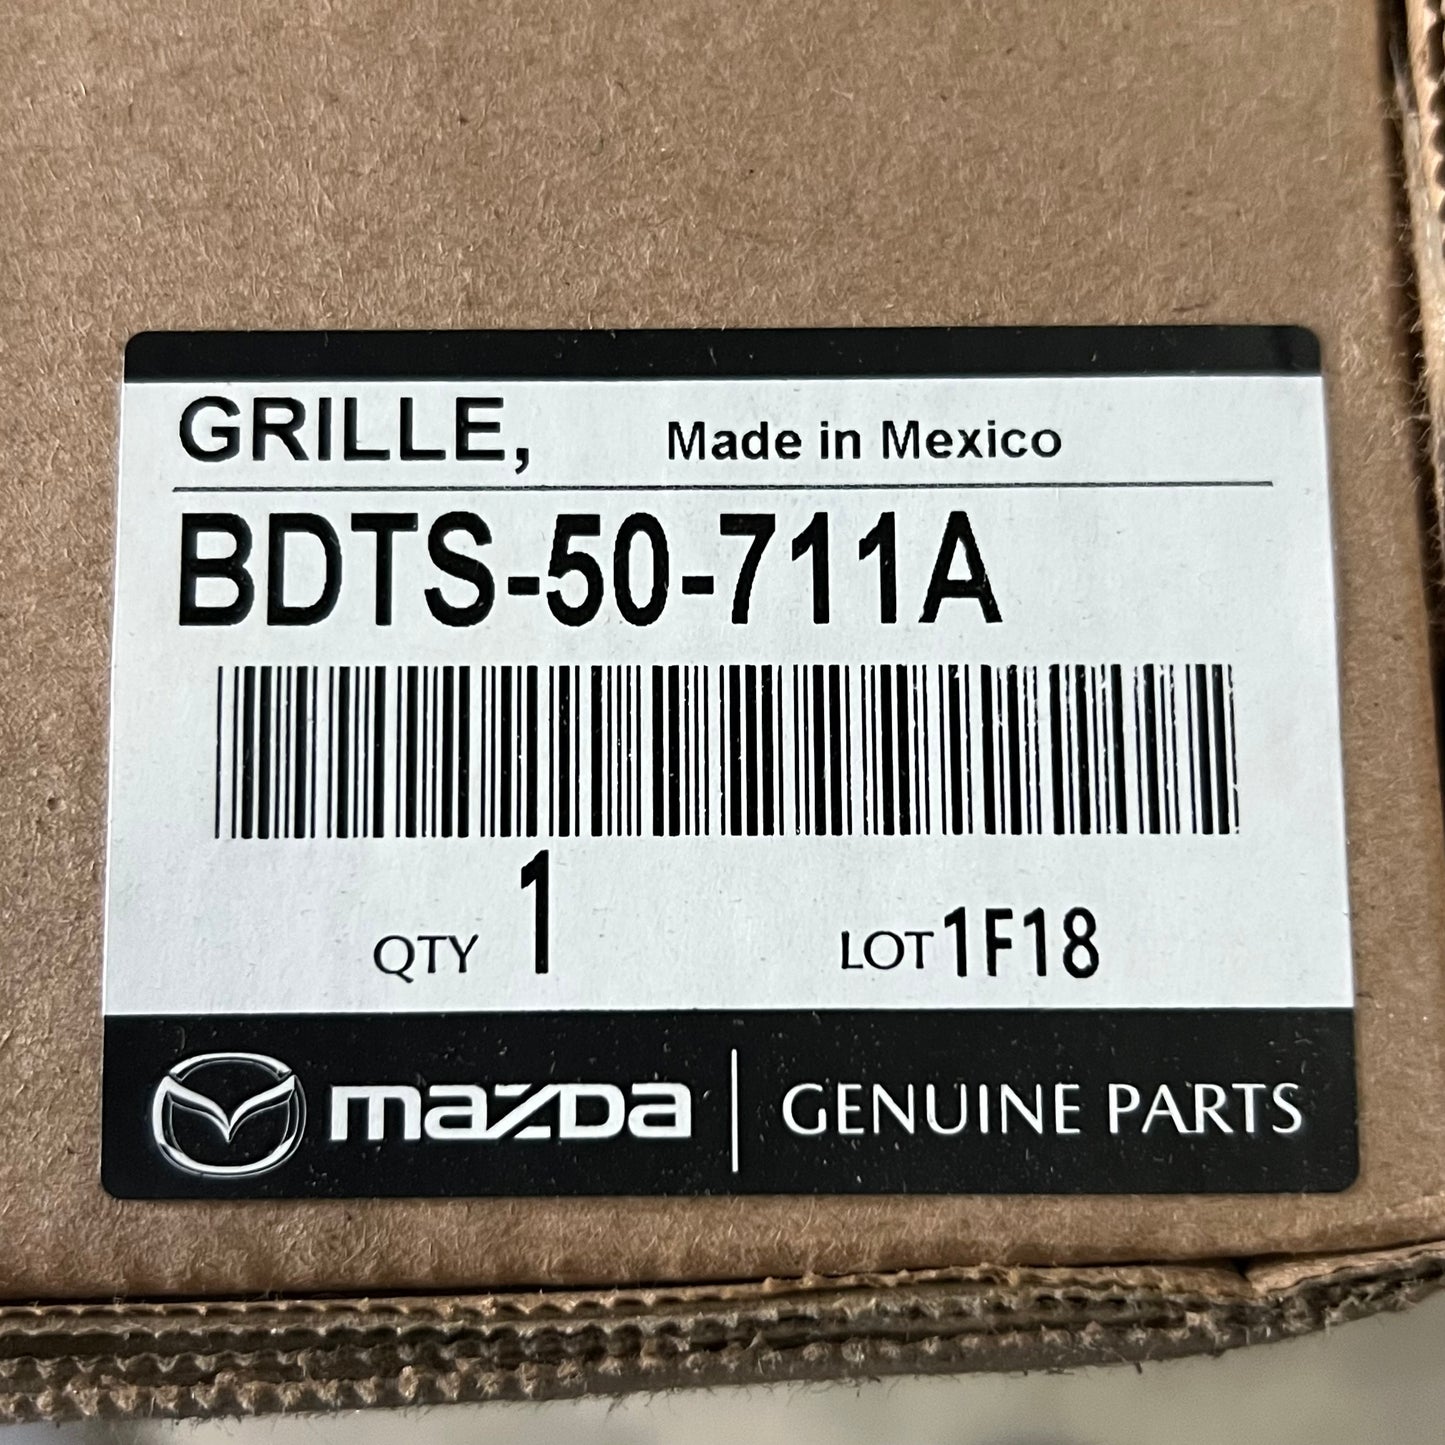 GRILLE, Made in Mexico
BDTS-50-711A
QTY 1 LOT 1F18
mazda GENUINE PARTS